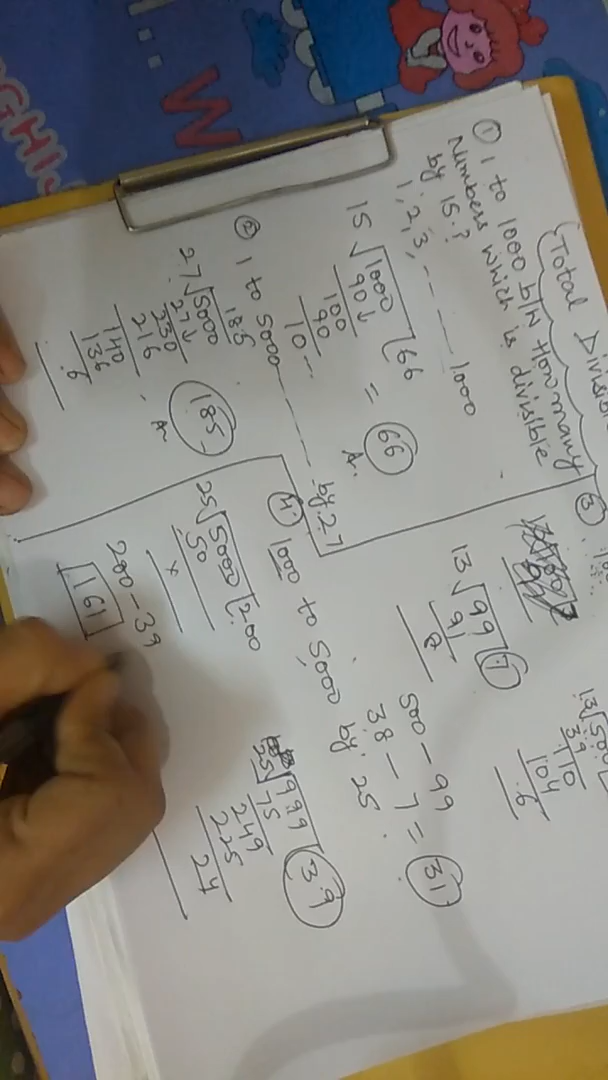 (Total Divisi
① 1 to 1000 b/w How many
Numbers which is divisible
by 15.?
1, 2, 3, ---- 1000
15 √1000 (66
90↓
100
90
10 --
= 66 A.
② 1 to 5000 ------ by 27
185
27 √5000
27↓
230
216
140
136
6
185 A.
③
13 √99 (7
91
8
13 √500
39
110
104
6
500 - 99
38 - 7 = 31
④ 1000 to 5000 by 25
25 √5000 (200
50
×
25 √999 (39
75
249
225
24
200 - 39
161
W